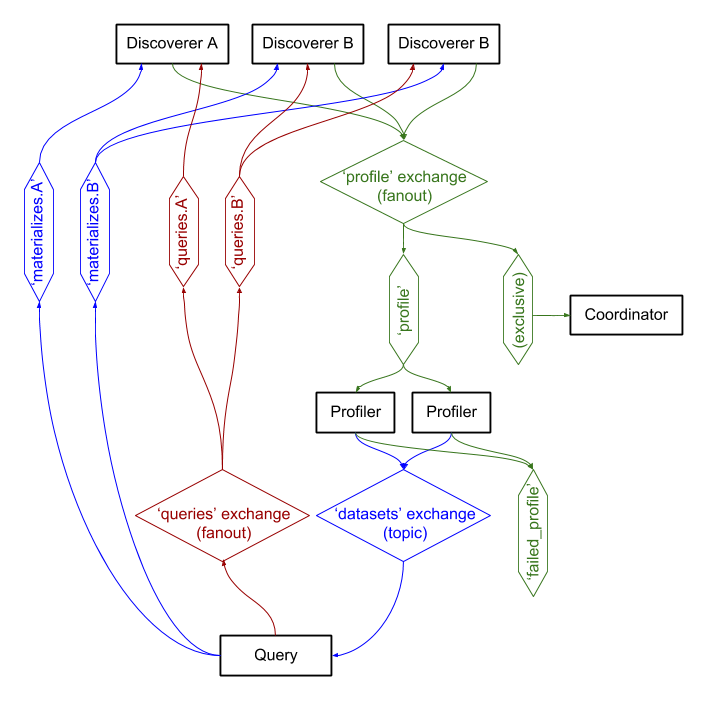 Discoverer A
Discoverer B
Discoverer B
‘materializes.A’
‘materializes.B’
‘queries.A’
‘queries.B’
‘profile’ exchange
(fanout)
‘profile’
(exclusive)
Coordinator
Profiler
Profiler
‘queries’ exchange
(fanout)
‘datasets’ exchange
(topic)
‘failed_profile’
Query